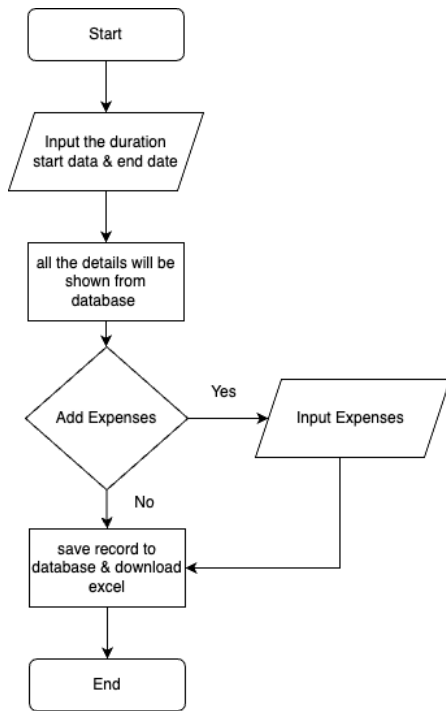 Start
Input the duration
start data & end date
all the details will be
shown from
database
Add Expenses
Yes
Input Expenses
No
save record to
database & download
excel
End